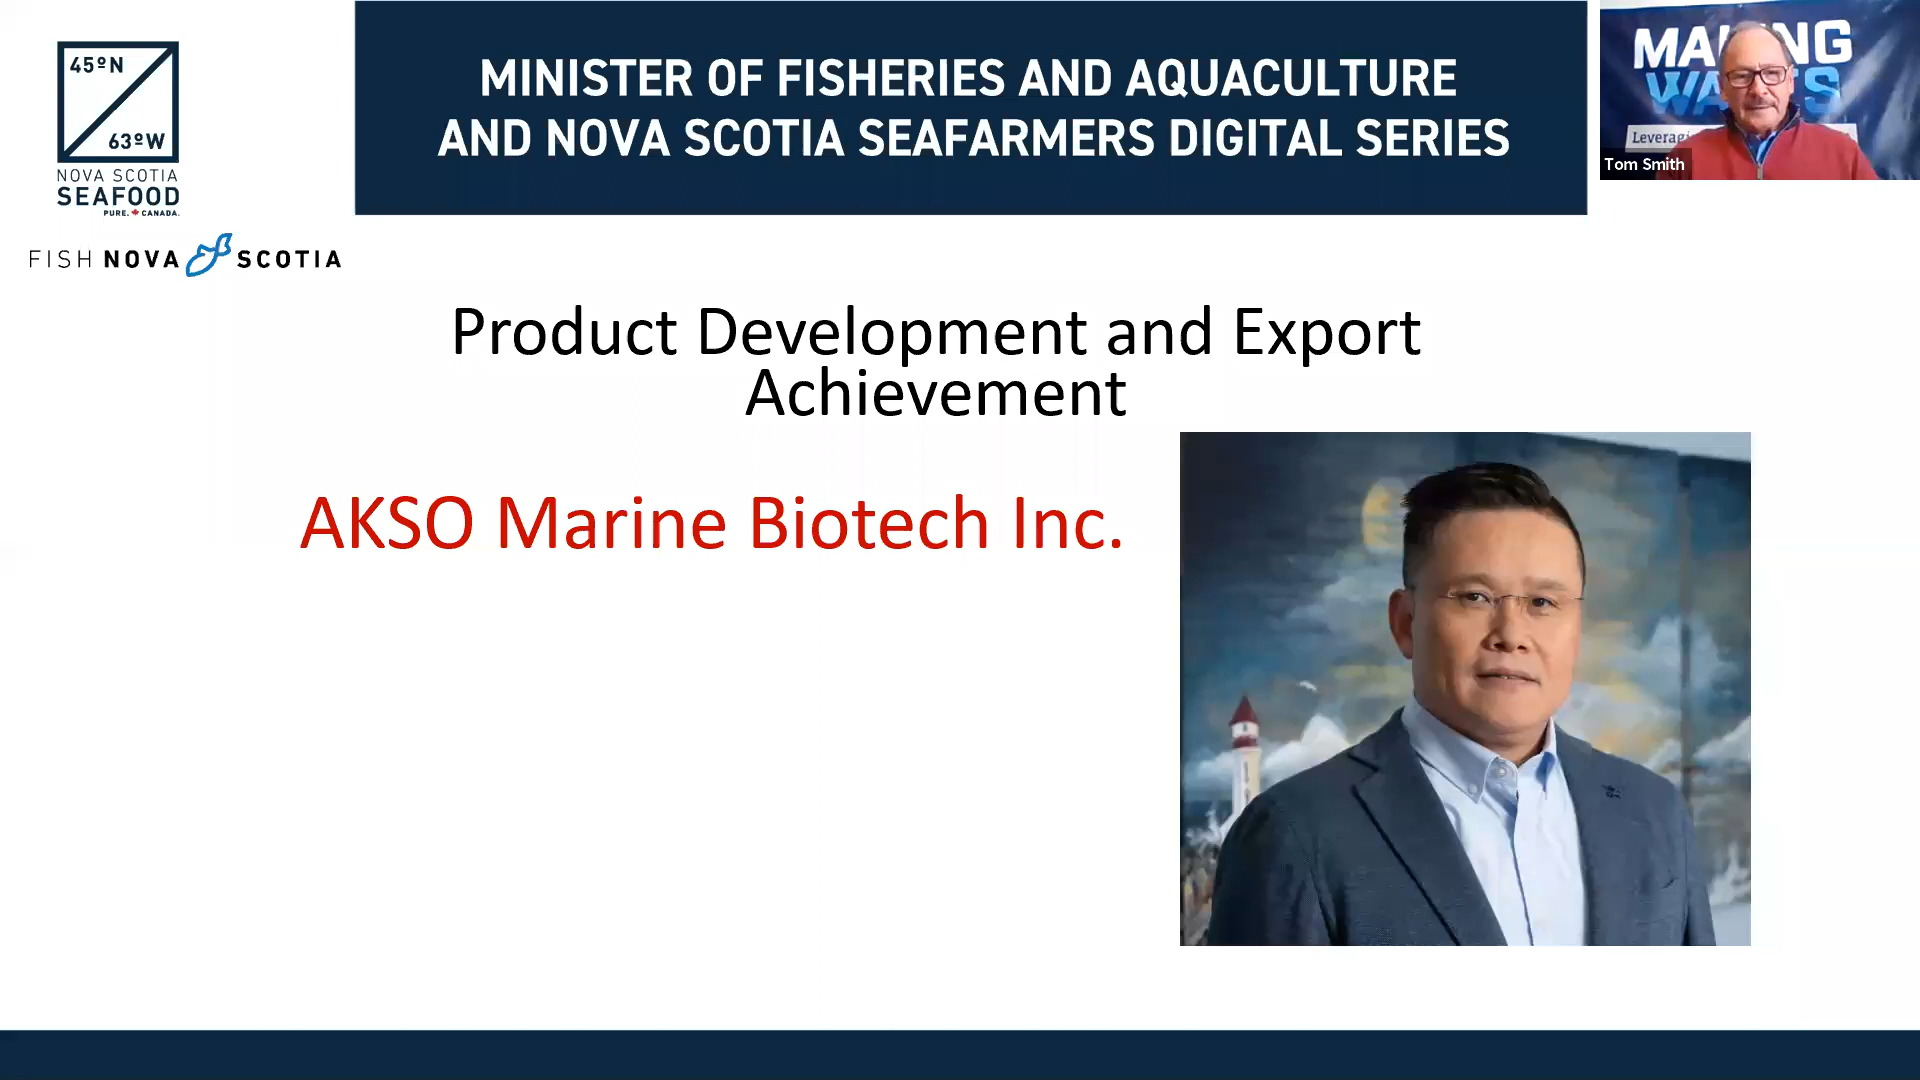 45ºN
63ºW
NOVA SCOTIA
SEAFOOD
PURE. CANADA.
FISH NOVA SCOTIA
MINISTER OF FISHERIES AND AQUACULTURE
AND NOVA SCOTIA SEAFARMERS DIGITAL SERIES
Tom Smith
Product Development and Export
Achievement
AKSO Marine Biotech Inc.